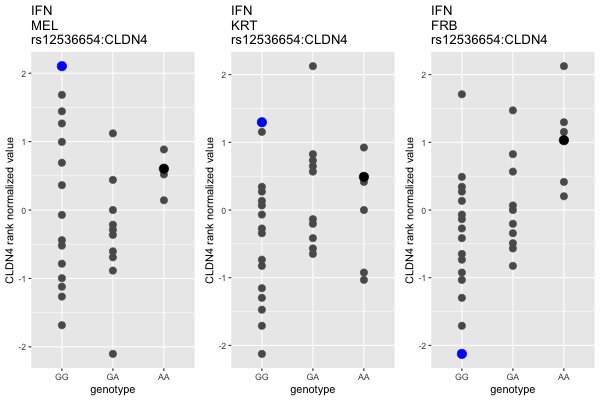 IFN
MEL
rs12536654:CLDN4
CLDN4 rank normalized value
2
1
0
-1
-2
GG
GA
AA
genotype
IFN
KRT
rs12536654:CLDN4
CLDN4 rank normalized value
2
1
0
-1
-2
GG
GA
AA
genotype
IFN
FRB
rs12536654:CLDN4
CLDN4 rank normalized value
2
1
0
-1
-2
GG
GA
AA
genotype